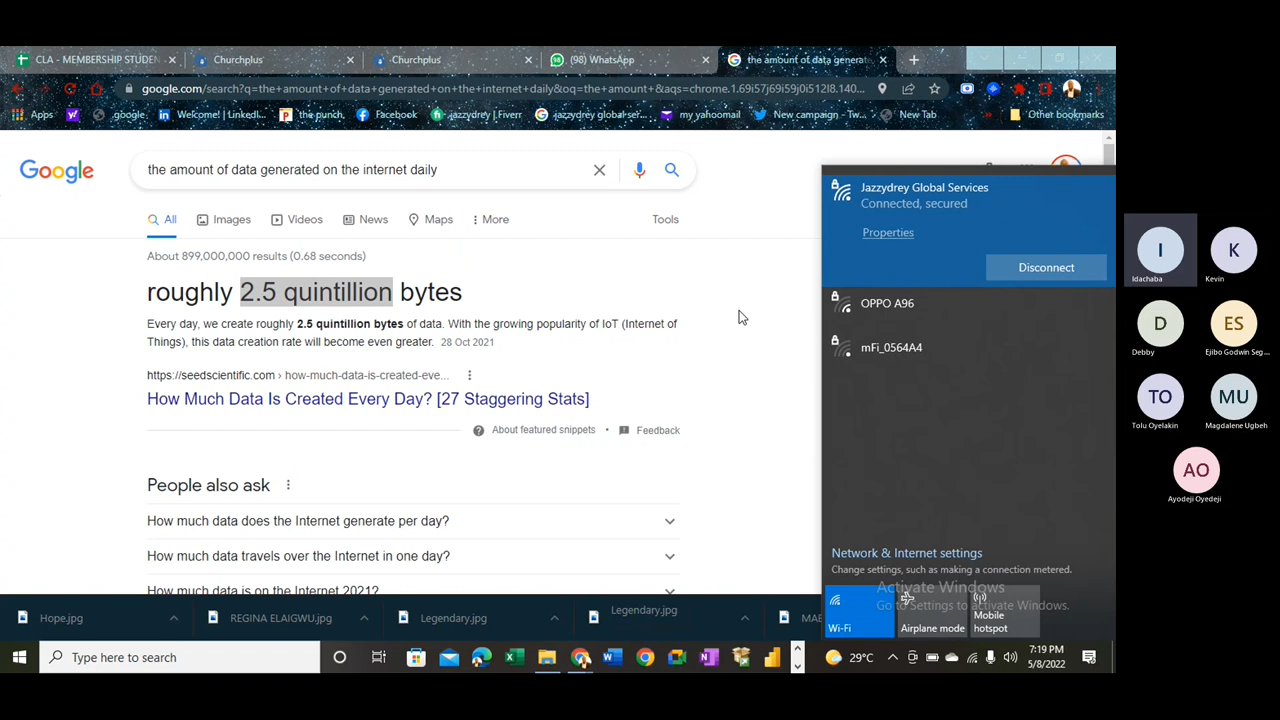 CLA - MEMBERSHIP STUDEN
Churchplus
Churchplus
(98) WhatsApp
the amount of data generat
google.com/search?q=the+amount+of+data+generated+on+the+internet+daily&oq=the+amount+&aqs=chrome.1.69i57j69i59j0i512l8.140...
Apps
.google
Welcome! | LinkedI...
the punch,
Facebook
jazzydrey |.Fiverr
jazzydrey global ser...
my yahoomail
New campaign - Tw...
New Tab
Other bookmarks
Google
the amount of data generated on the internet daily
All
Images
Videos
News
Maps
More
Tools
About 899,000,000 results (0.68 seconds)
roughly 2.5 quintillion bytes
Every day, we create roughly 2.5 quintillion bytes of data. With the growing popularity of IoT (Internet of
Things), this data creation rate will become even greater. 28 Oct 2021
https://seedscientific.com › how-much-data-is-created-eve...
How Much Data Is Created Every Day? [27 Staggering Stats]
About featured snippets • Feedback
People also ask
How much data does the Internet generate per day?
How much data travels over the Internet in one day?
How much data is on the Internet 2021?
Jazzydrey Global Services
Connected, secured
Properties
Disconnect
OPPO A96
mFi_0564A4
Network & Internet settings
Change settings, such as making a connection metered.
Activate Windows
Go to Settings to activate Windows.
Wi-Fi
Airplane mode
Mobile
hotspot
Hope.jpg
REGINA ELAIGWU.jpg
Legendary.jpg
Legendary.jpg
Type here to search
29°C
7:19 PM
5/8/2022
I
Idachaba
K
Kevin
D
Debby
ES
Ejibo Godwin Seg...
TO
Tolu Oyelakin
MU
Magdalene Ugbeh
AO
Ayodeji Oyedeji